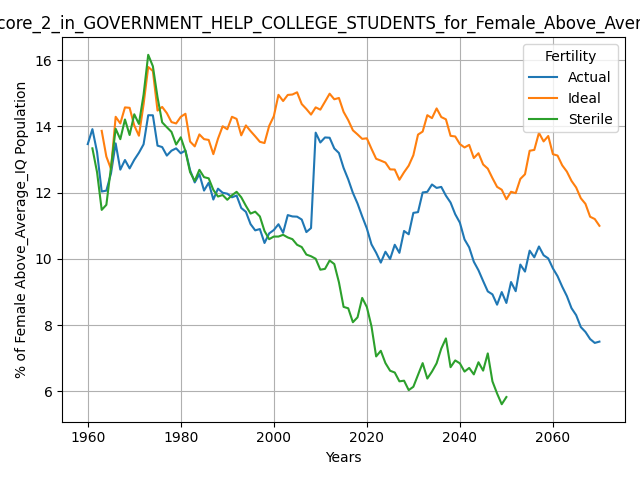 core_2_in_GOVERNMENT_HELP_COLLEGE_STUDENTS_for_Female_Above_Aver
Fertility
Actual
Ideal
Sterile
% of Female Above_Average_IQ Population
16
14
12
10
8
6
1960 1980 2000 2020 2040 2060
Years